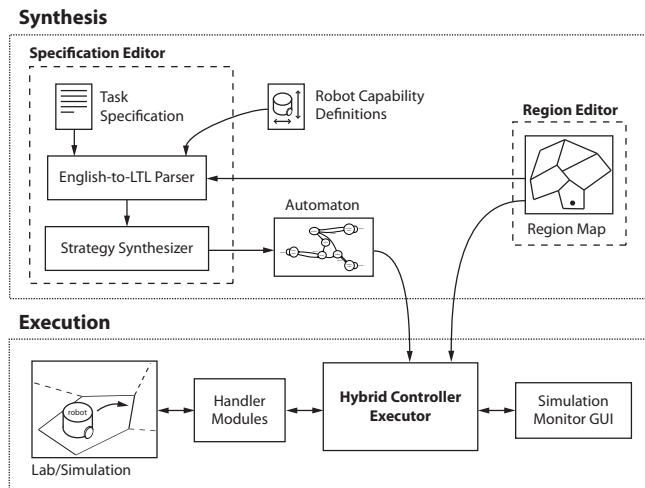 Synthesis
Specification Editor
Task
Specification
Robot Capability
Definitions
Region Editor
English-to-LTL Parser
Automaton
Region Map
Strategy Synthesizer
Execution
robot
Handler
Modules
Hybrid Controller
Executor
Simulation
Monitor GUI
Lab/Simulation